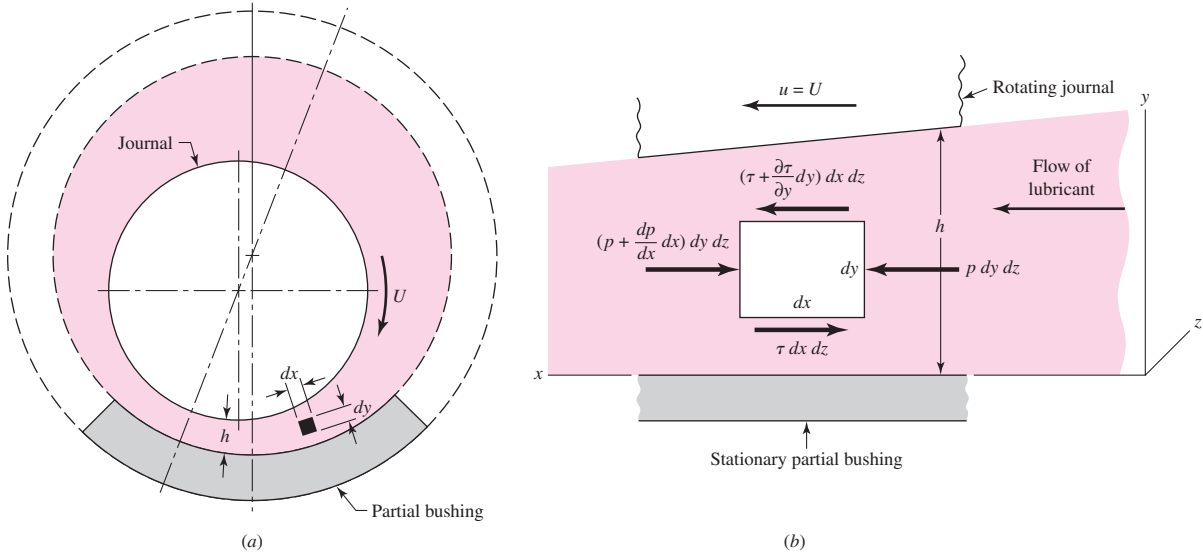 Journal
U
dx
dy
h
Partial bushing
(a)
u = U
Rotating journal
y
(τ + ∂τ/∂y dy) dx dz
Flow of
lubricant
h
(p + dp/dx dx) dy dz
dy
p dy dz
dx
τ dx dz
z
x
Stationary partial bushing
(b)